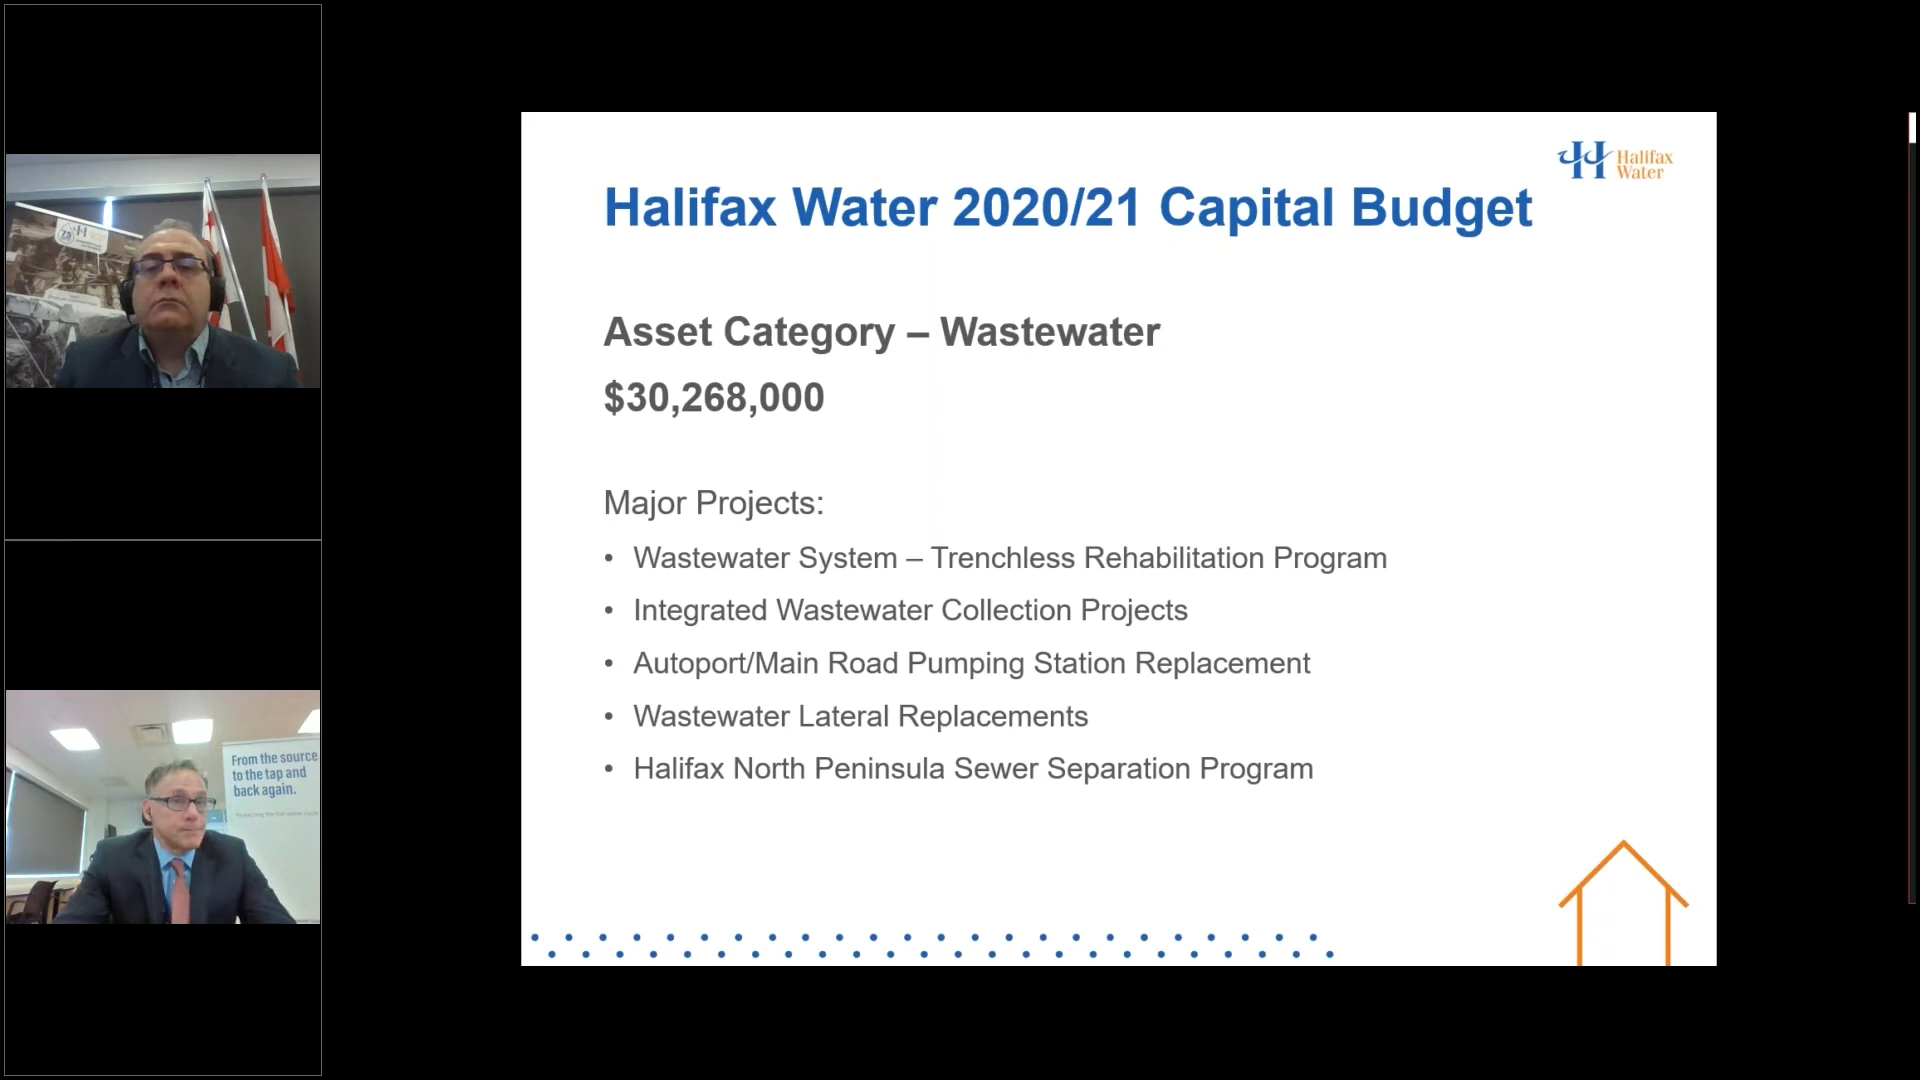 Halifax
Water
Halifax Water 2020/21 Capital Budget
Asset Category – Wastewater
$30,268,000
Major Projects:
• Wastewater System – Trenchless Rehabilitation Program
• Integrated Wastewater Collection Projects
• Autoport/Main Road Pumping Station Replacement
• Wastewater Lateral Replacements
• Halifax North Peninsula Sewer Separation Program
From the source
to the tap and
back again.